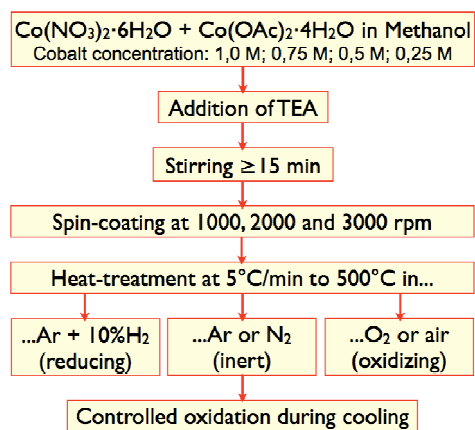 Co(NO₃)₂·6H₂O + Co(OAc)₂·4H₂O in Methanol
Cobalt concentration: 1,0 M; 0,75 M; 0,5 M; 0,25 M
Addition of TEA
Stirring ≥15 min
Spin-coating at 1000, 2000 and 3000 rpm
Heat-treatment at 5°C/min to 500°C in...
...Ar + 10%H₂
(reducing)
...Ar or N₂
(inert)
...O₂ or air
(oxidizing)
Controlled oxidation during cooling